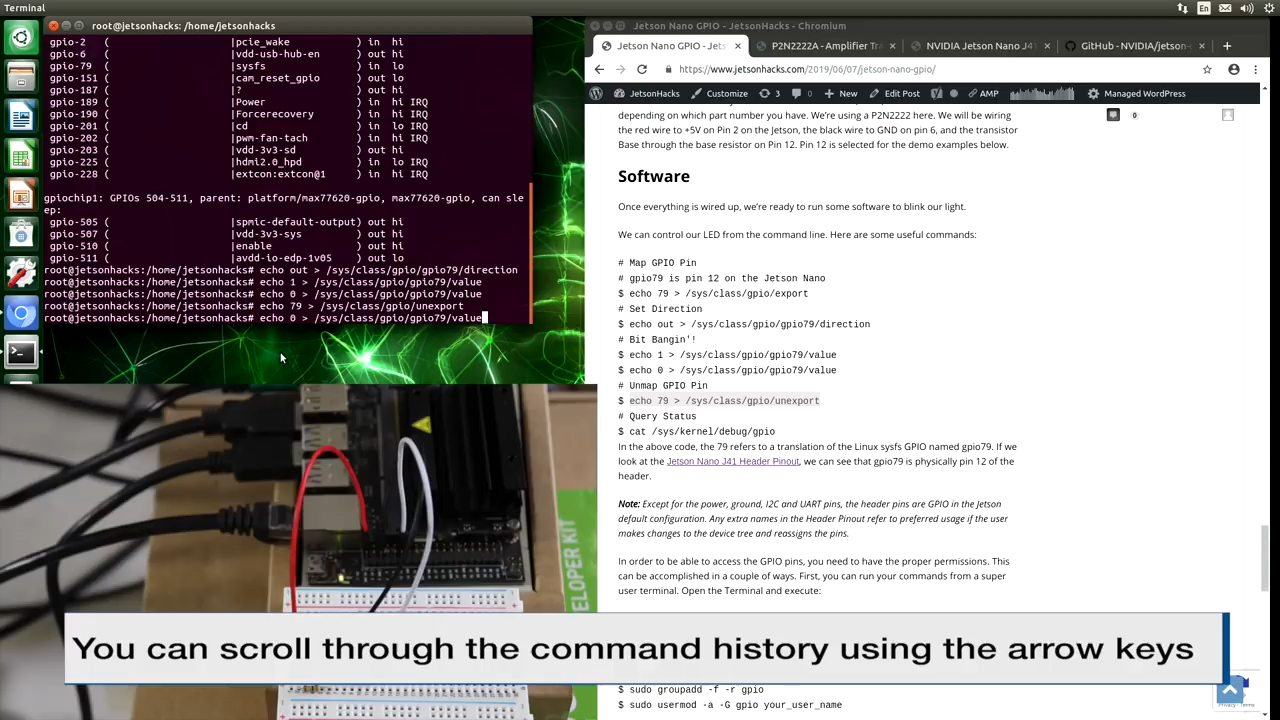 Terminal
En
root@jetsonhacks: /home/jetsonhacks
gpio-2 ( |pcie_wake ) in hi
gpio-6 ( |vdd-usb-hub-en ) out hi
gpio-79 ( |sysfs ) in lo
gpio-151 ( |cam_reset_gpio ) out lo
gpio-187 ( |? ) out hi
gpio-189 ( |Power ) in hi IRQ
gpio-190 ( |Forcerecovery ) in hi IRQ
gpio-201 ( |cd ) in lo IRQ
gpio-202 ( |pwm-fan-tach ) in hi IRQ
gpio-203 ( |vdd-3v3-sd ) out hi
gpio-225 ( |hdmi2.0_hpd ) in lo IRQ
gpio-228 ( |extcon:extcon@1 ) in hi IRQ
gpiochip1: GPIOs 504-511, parent: platform/max77620-gpio, max77620-gpio, can sle
ep:
gpio-505 ( |spmic-default-output) out hi
gpio-507 ( |vdd-3v3-sys ) out hi
gpio-510 ( |enable ) out hi
gpio-511 ( |avdd-io-edp-1v05 ) out lo
root@jetsonhacks:/home/jetsonhacks# echo out > /sys/class/gpio/gpio79/direction
root@jetsonhacks:/home/jetsonhacks# echo 1 > /sys/class/gpio/gpio79/value
root@jetsonhacks:/home/jetsonhacks# echo 0 > /sys/class/gpio/gpio79/value
root@jetsonhacks:/home/jetsonhacks# echo 79 > /sys/class/gpio/unexport
root@jetsonhacks:/home/jetsonhacks# echo 0 > /sys/class/gpio/gpio79/value
Jetson Nano GPIO - JetsonHacks - Chromium
Jetson Nano GPIO - Jets
P2N2222A - Amplifier Tra
NVIDIA Jetson Nano J41
GitHub - NVIDIA/jetson-g
https://www.jetsonhacks.com/2019/06/07/jetson-nano-gpio/
JetsonHacks Customize 3 0 New Edit Post AMP Managed WordPress
0
depending on which part number you have. We're using a P2N2222 here. We will be wiring
the red wire to +5V on Pin 2 on the Jetson, the black wire to GND on pin 6, and the transistor
Base through the base resistor on Pin 12. Pin 12 is selected for the demo examples below.
Software
Once everything is wired up, we're ready to run some software to blink our light.
We can control our LED from the command line. Here are some useful commands:
# Map GPIO Pin
# gpio79 is pin 12 on the Jetson Nano
$ echo 79 > /sys/class/gpio/export
# Set Direction
$ echo out > /sys/class/gpio/gpio79/direction
# Bit Bangin'!
$ echo 1 > /sys/class/gpio/gpio79/value
$ echo 0 > /sys/class/gpio/gpio79/value
# Unmap GPIO Pin
$ echo 79 > /sys/class/gpio/unexport
# Query Status
$ cat /sys/kernel/debug/gpio
In the above code, the 79 refers to a translation of the Linux sysfs GPIO named gpio79. If we
look at the Jetson Nano J41 Header Pinout, we can see that gpio79 is physically pin 12 of the
header.
Note: Except for the power, ground, I2C and UART pins, the header pins are GPIO in the Jetson
default configuration. Any extra names in the Header Pinout refer to preferred usage if the user
makes changes to the device tree and reassigns the pins.
In order to be able to access the GPIO pins, you need to have the proper permissions. This
can be accomplished in a couple of ways. First, you can run your commands from a super
user terminal. Open the Terminal and execute:
ELOPER KIT
You can scroll through the command history using the arrow keys
$ sudo groupadd -f -r gpio
$ sudo usermod -a -G gpio your_user_name
Privacy - Terms